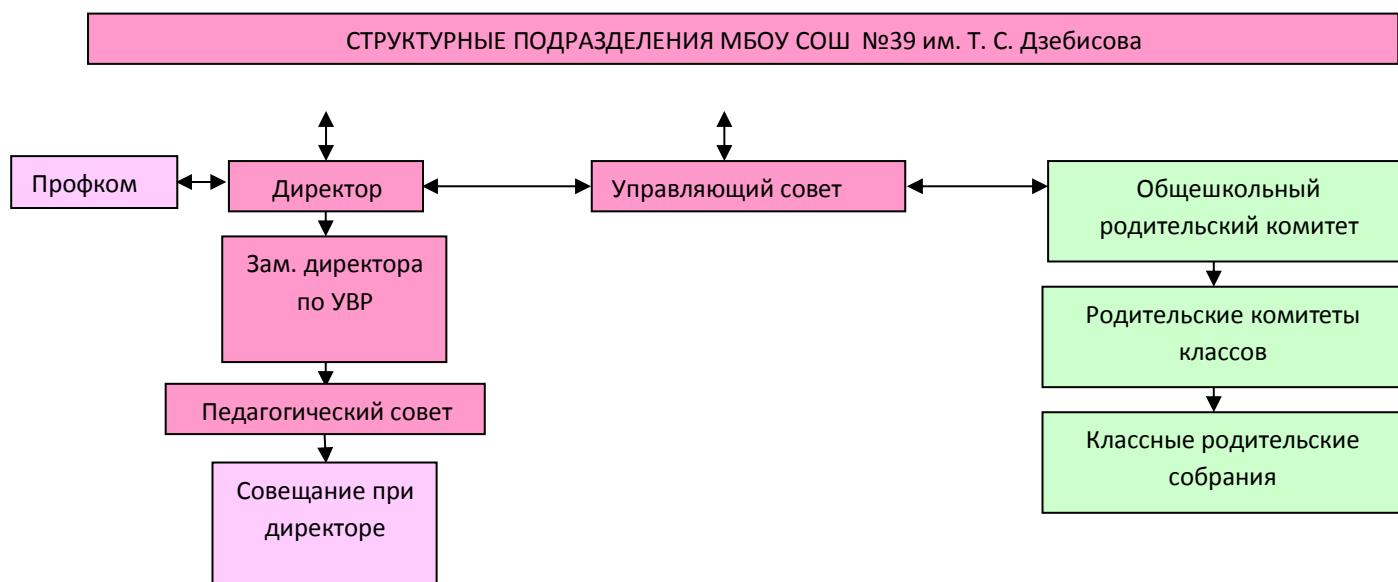 СТРУКТУРНЫЕ ПОДРАЗДЕЛЕНИЯ МБОУ СОШ №39 им. Т. С. Дзебисова
Профком
Директор
Управляющий совет
Общешкольный
родительский комитет
Зам. директора
по УВР
Родительские комитеты
классов
Педагогический совет
Классные родительские
собрания
Совещание при
директоре